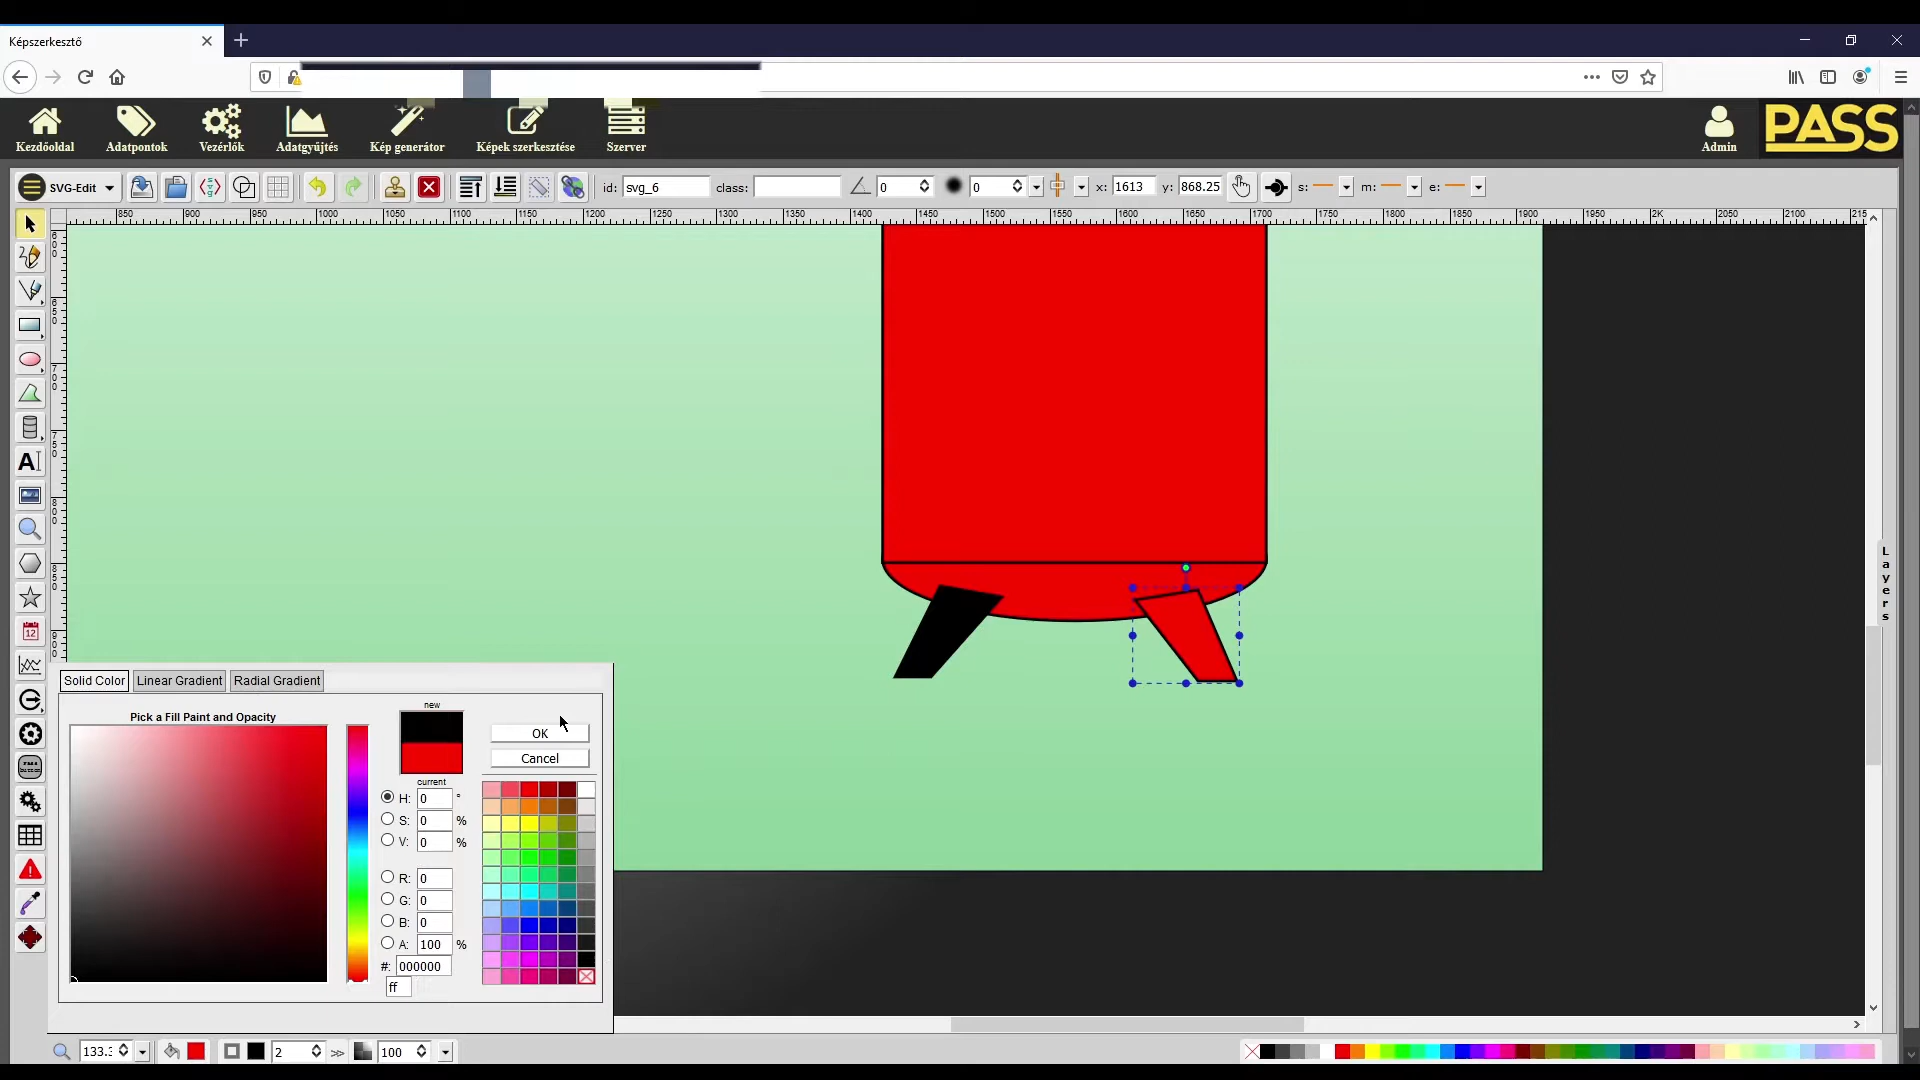 Képszerkesztő
Kezdőoldal Adatpontok Vezérlők Adatgyűjtés Kép generátor Képek szerkesztése Szerver Admin PASS
SVG-Edit id: svg_6 class: 0 0 x: 1613 y: 868.25 s: m: e:
850 900 950 1000 1050 1100 1150 1200 1250 1300 1350 1400 1450 1500 1550 1600 1650 1700 1750 1800 1850 1900 1950 2K 2050 2100 215
Layers
Solid Color Linear Gradient Radial Gradient
Pick a Fill Paint and Opacity
new
OK
Cancel
current
H: 0 °
S: 0 %
V: 0 %
R: 0
G: 0
B: 0
A: 100 %
#: 000000
ff
133.3 2 >> 100